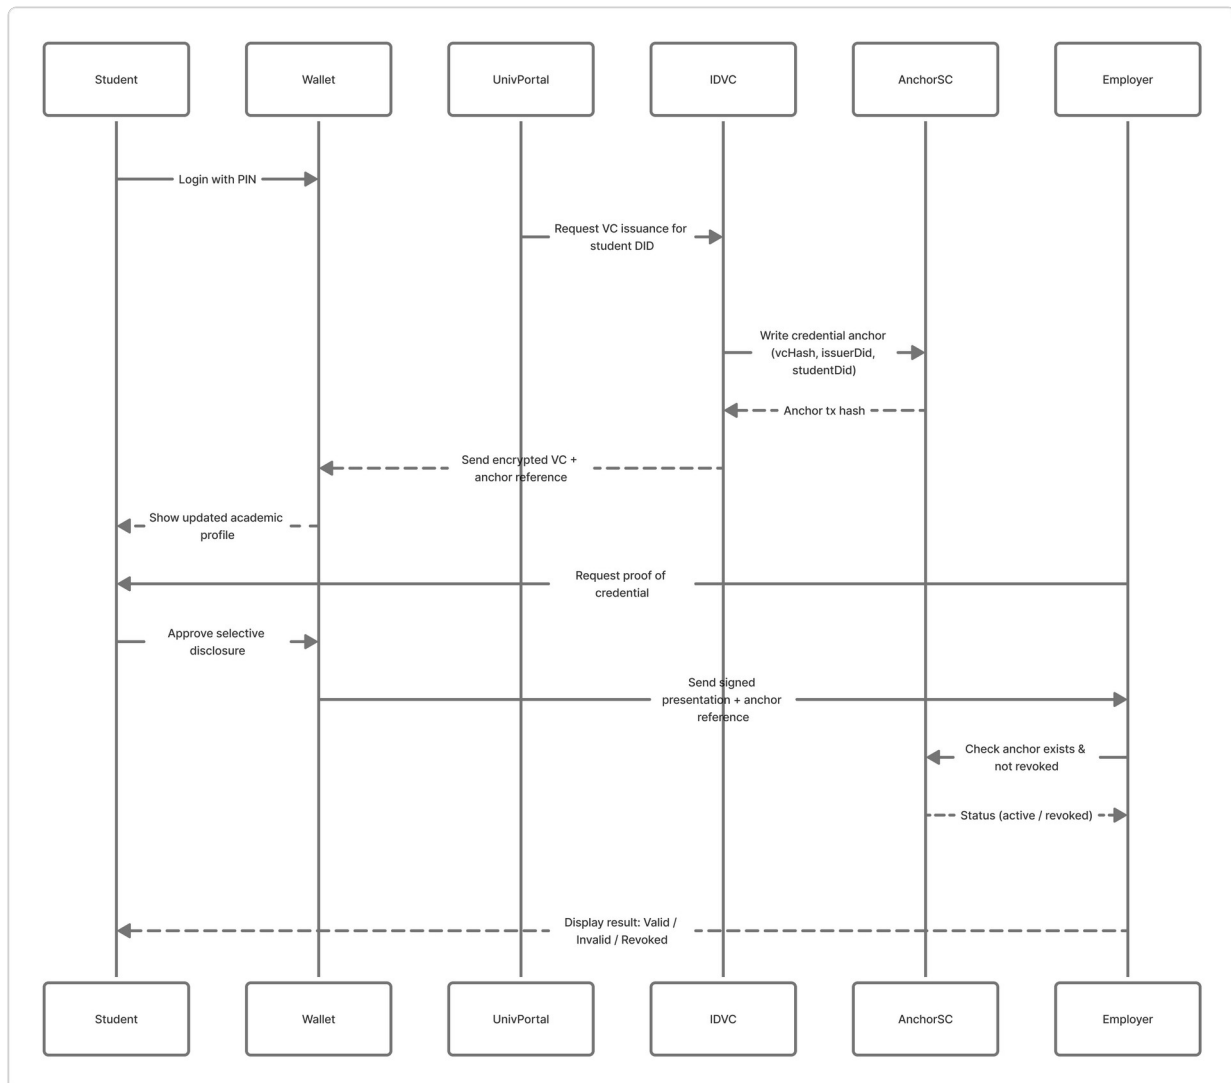 Student
Wallet
UnivPortal
IDVC
AnchorSC
Employer
Login with PIN
Request VC issuance for
student DID
Write credential anchor
(vcHash, issuerDid,
studentDid)
Anchor tx hash
Send encrypted VC +
anchor reference
Show updated academic
profile
Request proof of
credential
Approve selective
disclosure
Send signed
presentation + anchor
reference
Check anchor exists &
not revoked
Status (active / revoked)
Display result: Valid /
Invalid / Revoked
Student
Wallet
UnivPortal
IDVC
AnchorSC
Employer